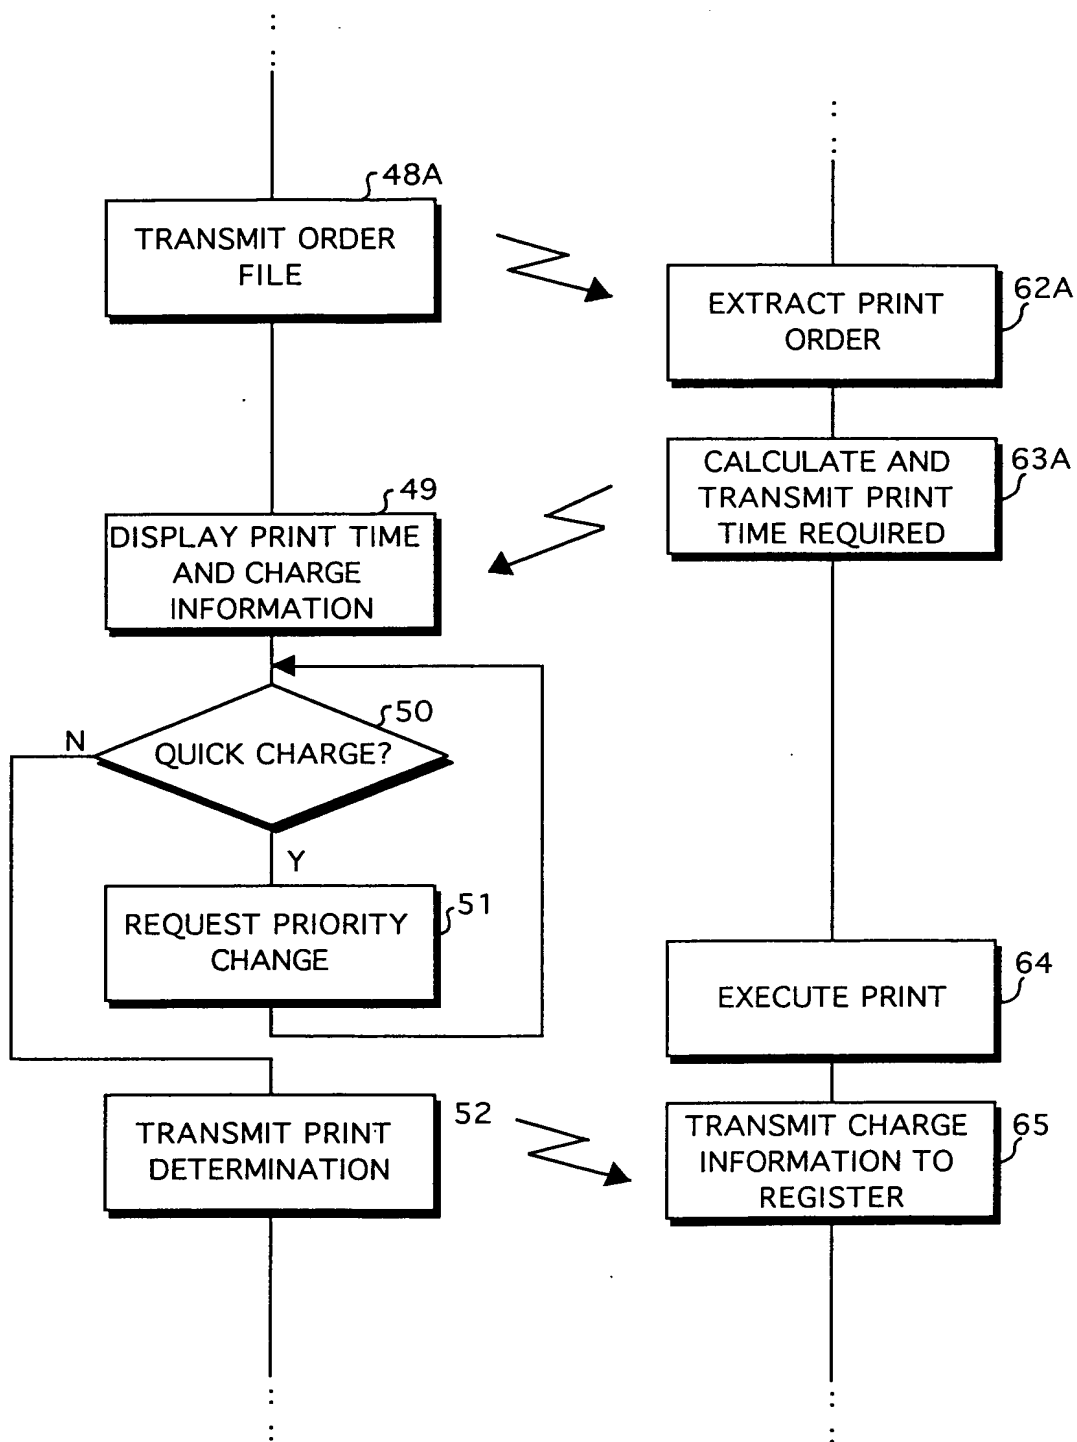 48A
TRANSMIT ORDER
FILE
62A
EXTRACT PRINT
ORDER
63A
CALCULATE AND
TRANSMIT PRINT
TIME REQUIRED
49
DISPLAY PRINT TIME
AND CHARGE
INFORMATION
50
N
QUICK CHARGE?
Y
51
REQUEST PRIORITY
CHANGE
64
EXECUTE PRINT
52
TRANSMIT PRINT
DETERMINATION
65
TRANSMIT CHARGE
INFORMATION TO
REGISTER